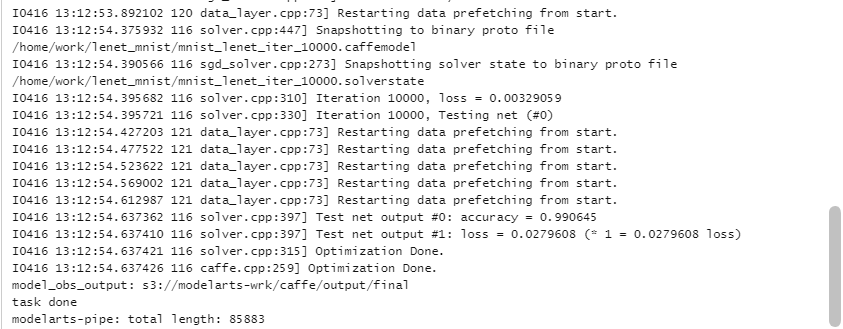 I0416 13:12:53.892102 120 data_layer.cpp:73] Restarting data prefetching from start.
I0416 13:12:54.375932 116 solver.cpp:447] Snapshotting to binary proto file
/home/work/lenet_mnist/mnist_lenet_iter_10000.caffemodel
I0416 13:12:54.390566 116 sgd_solver.cpp:273] Snapshotting solver state to binary proto file
/home/work/lenet_mnist/mnist_lenet_iter_10000.solverstate
I0416 13:12:54.395682 116 solver.cpp:310] Iteration 10000, loss = 0.00329059
I0416 13:12:54.395721 116 solver.cpp:330] Iteration 10000, Testing net (#0)
I0416 13:12:54.427203 121 data_layer.cpp:73] Restarting data prefetching from start.
I0416 13:12:54.477522 121 data_layer.cpp:73] Restarting data prefetching from start.
I0416 13:12:54.523622 121 data_layer.cpp:73] Restarting data prefetching from start.
I0416 13:12:54.569002 121 data_layer.cpp:73] Restarting data prefetching from start.
I0416 13:12:54.612987 121 data_layer.cpp:73] Restarting data prefetching from start.
I0416 13:12:54.637362 116 solver.cpp:397] Test net output #0: accuracy = 0.990645
I0416 13:12:54.637410 116 solver.cpp:397] Test net output #1: loss = 0.0279608 (* 1 = 0.0279608 loss)
I0416 13:12:54.637421 116 solver.cpp:315] Optimization Done.
I0416 13:12:54.637426 116 caffe.cpp:259] Optimization Done.
model_obs_output: s3://modelarts-wrk/caffe/output/final
task done
modelarts-pipe: total length: 85883